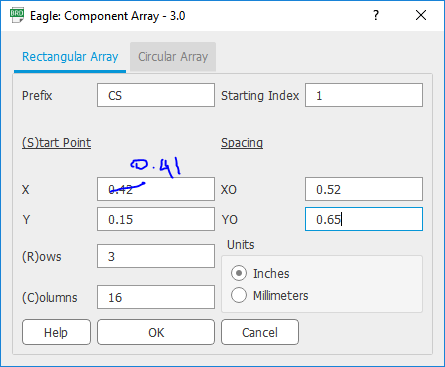 Eagle: Component Array - 3.0 ?
Rectangular Array Circular Array
Prefix CS Starting Index 1
(S)tart Point Spacing
0.41
X 0.42 XO 0.52
Y 0.15 YO 0.65
(R)ows 3 Units
Inches
(C)olumns 16 Millimeters
Help OK Cancel